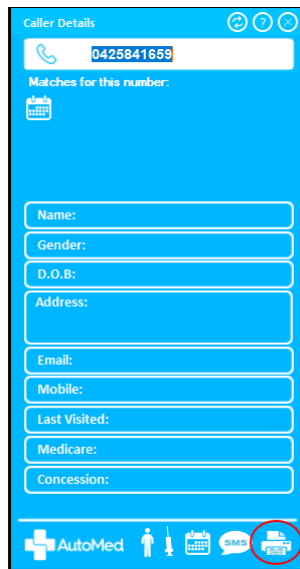 Caller Details
0425841659
Matches for this number:
Name:
Gender:
D.O.B:
Address:
Email:
Mobile:
Last Visited:
Medicare:
Concession:
AutoMed
SMS